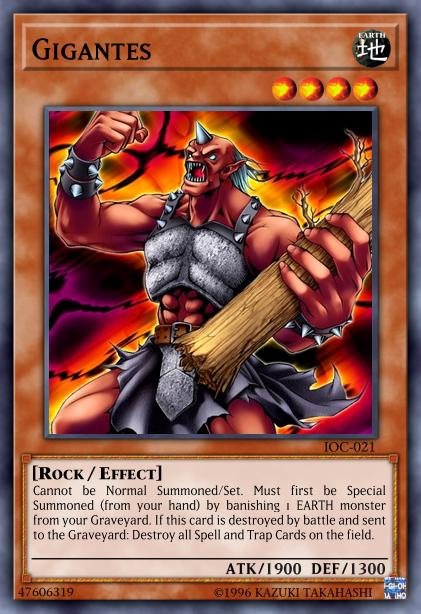 Gigantes
EARTH
地
IOC-021
[Rock / Effect]
Cannot be Normal Summoned/Set. Must first be Special
Summoned (from your hand) by banishing 1 EARTH monster
from your Graveyard. If this card is destroyed by battle and sent
to the Graveyard: Destroy all Spell and Trap Cards on the field.
ATK/1900 DEF/1300
47606319
©1996 KAZUKI TAKAHASHI